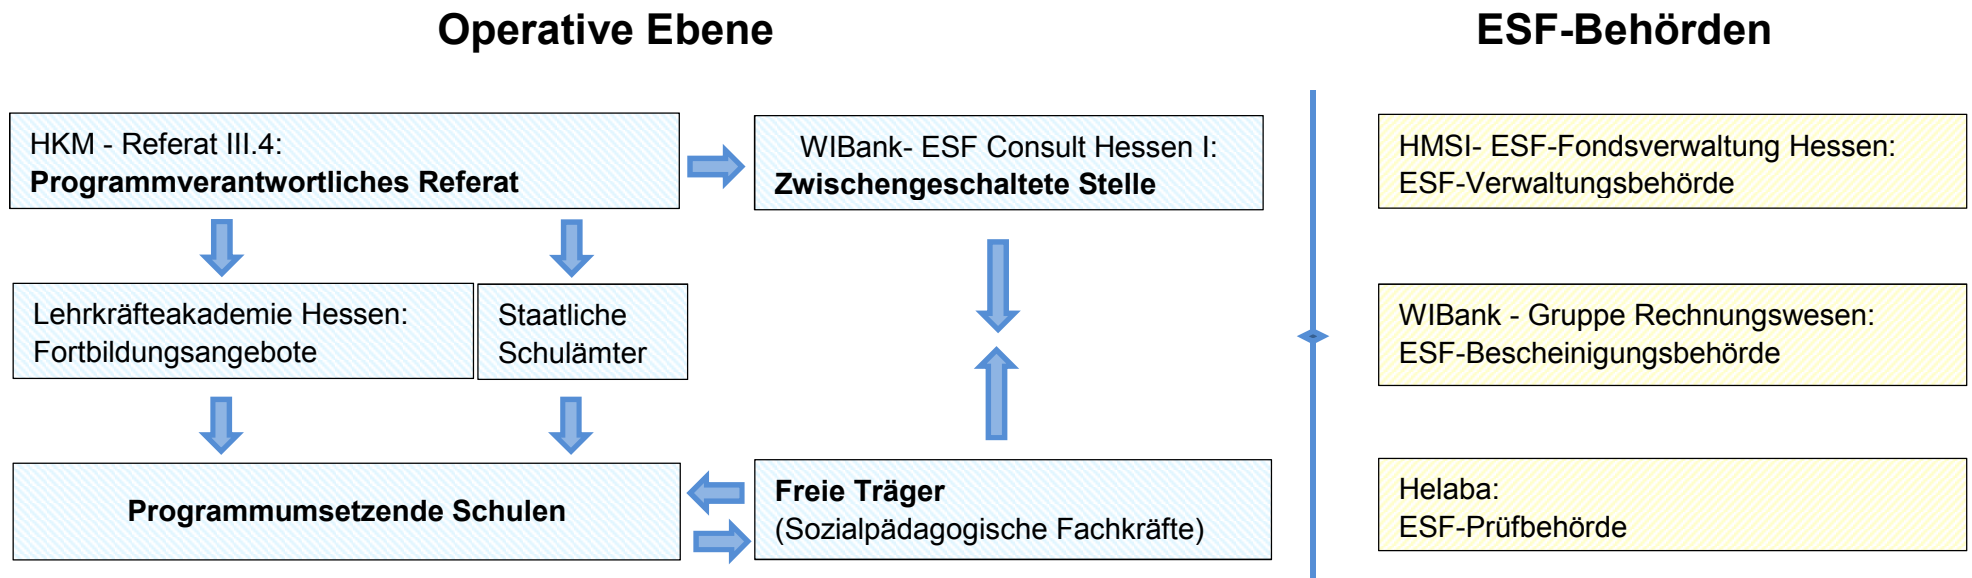 Operative Ebene
ESF-Behörden
HKM - Referat III.4:
Programmverantwortliches Referat
WIBank- ESF Consult Hessen I:
Zwischengeschaltete Stelle
HMSI- ESF-Fondsverwaltung Hessen:
ESF-Verwaltungsbehörde
Lehrkräfteakademie Hessen:
Fortbildungsangebote
Staatliche
Schulämter
WIBank - Gruppe Rechnungswesen:
ESF-Bescheinigungsbehörde
Programmumsetzende Schulen
Freie Träger
(Sozialpädagogische Fachkräfte)
Helaba:
ESF-Prüfbehörde